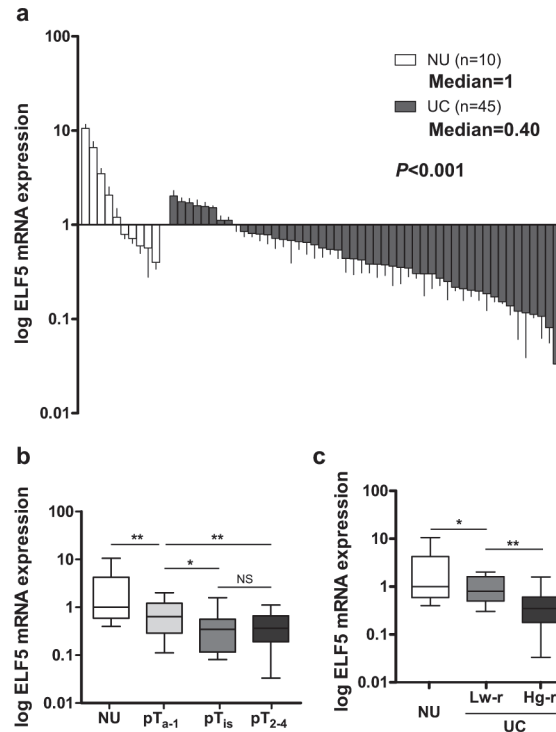 a
log ELF5 mRNA expression
100
10
1
0.1
0.01
NU (n=10)
Median=1
UC (n=45)
Median=0.40
P<0.001
b
log ELF5 mRNA expression
100
10
1
0.1
0.01
**
**
*
NS
NU pTa-1 pTis pT2-4
c
log ELF5 mRNA expression
100
10
1
0.1
0.01
*
**
NU Lw-r Hg-r
UC